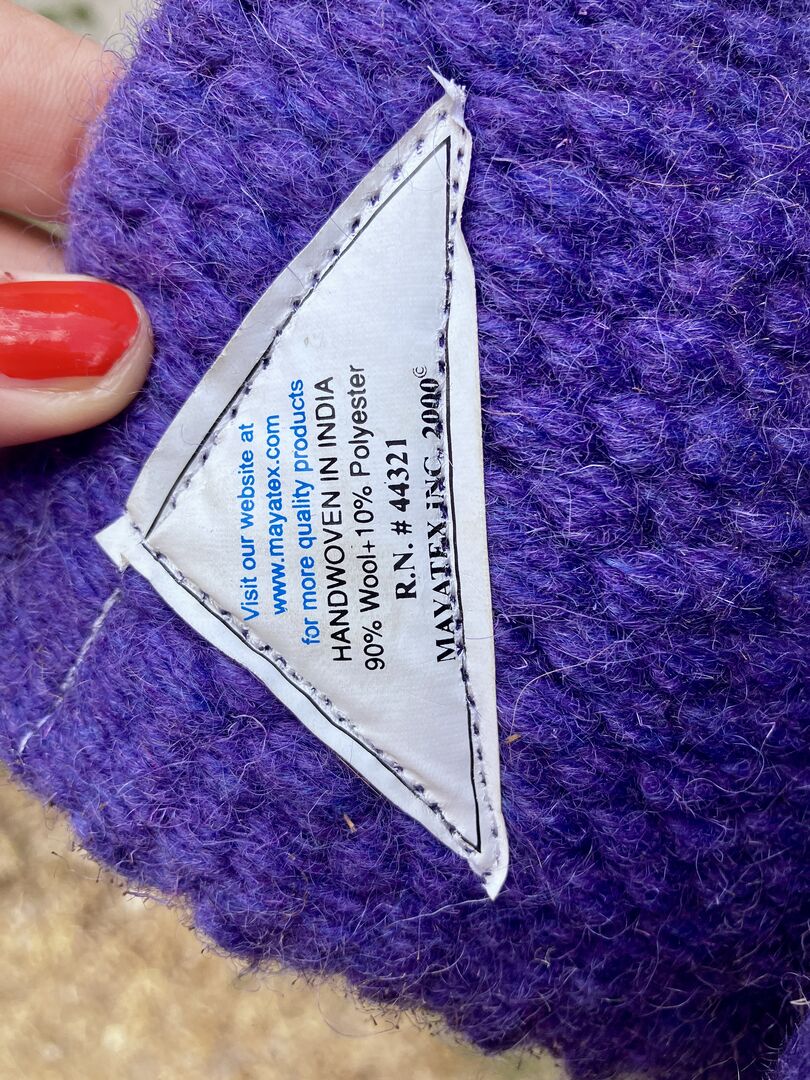 Visit our website at
www.mayatex.com
for more quality products
HANDWOVEN IN INDIA
90% Wool+10% Polyester
R.N. # 44321
MAYATEX INC. 2000©